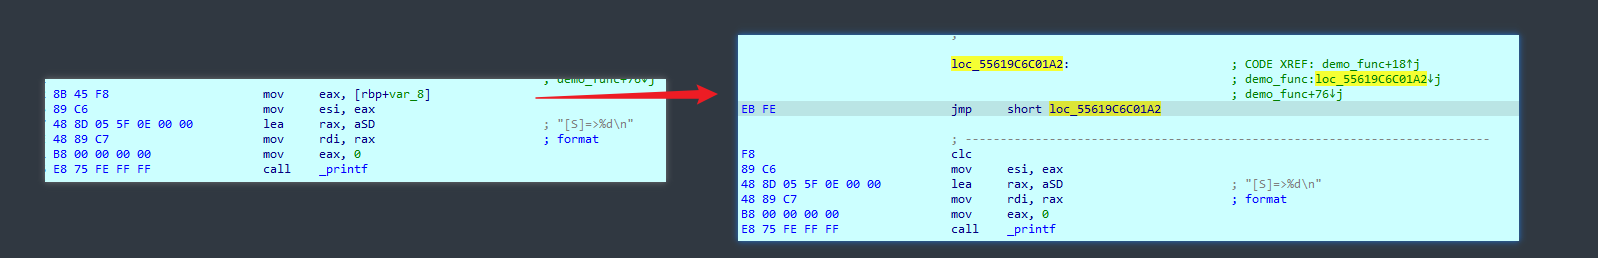 ; demo_func+76↓j
8B 45 F8 mov eax, [rbp+var_8]
89 C6 mov esi, eax
48 8D 05 5F 0E 00 00 lea rax, aSD ; "[S]=>%d\n"
48 89 C7 mov rdi, rax ; format
B8 00 00 00 00 mov eax, 0
E8 75 FE FF FF call _printf
;
loc_55619C6C01A2: ; CODE XREF: demo_func+18↑j
; demo_func:loc_55619C6C01A2↓j
; demo_func+76↓j
EB FE jmp short loc_55619C6C01A2
; ---------------------------------------------------------------------------
F8 clc
89 C6 mov esi, eax
48 8D 05 5F 0E 00 00 lea rax, aSD ; "[S]=>%d\n"
48 89 C7 mov rdi, rax ; format
B8 00 00 00 00 mov eax, 0
E8 75 FE FF FF call _printf